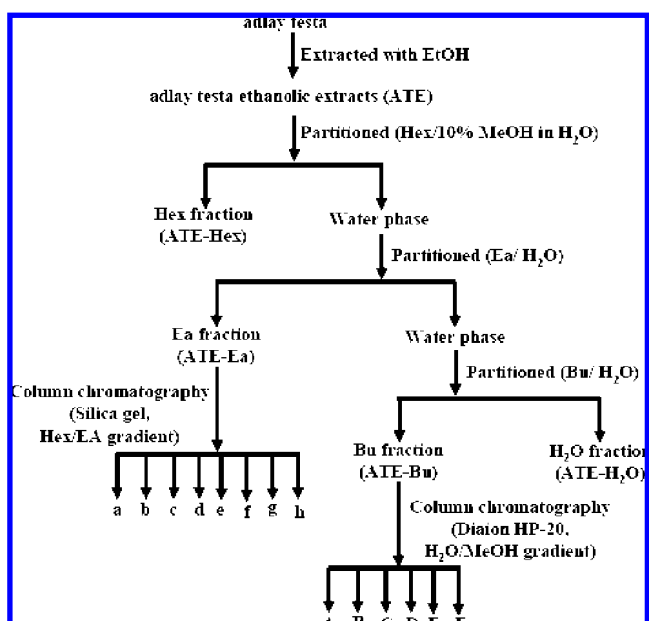 adlay testa
Extracted with EtOH
adlay testa ethanolic extracts (ATE)
Partitioned (Hex/10% MeOH in H₂O)
Hex fraction
(ATE-Hex)
Water phase
Partitioned (Ea/ H₂O)
Ea fraction
(ATE-Ea)
Water phase
Column chromatography
(Silica gel,
Hex/EA gradient)
Partitioned (Bu/ H₂O)
Bu fraction
(ATE-Bu)
H₂O fraction
(ATE-H₂O)
a b c d e f g h
Column chromatography
(Diaion HP-20,
H₂O/MeOH gradient)